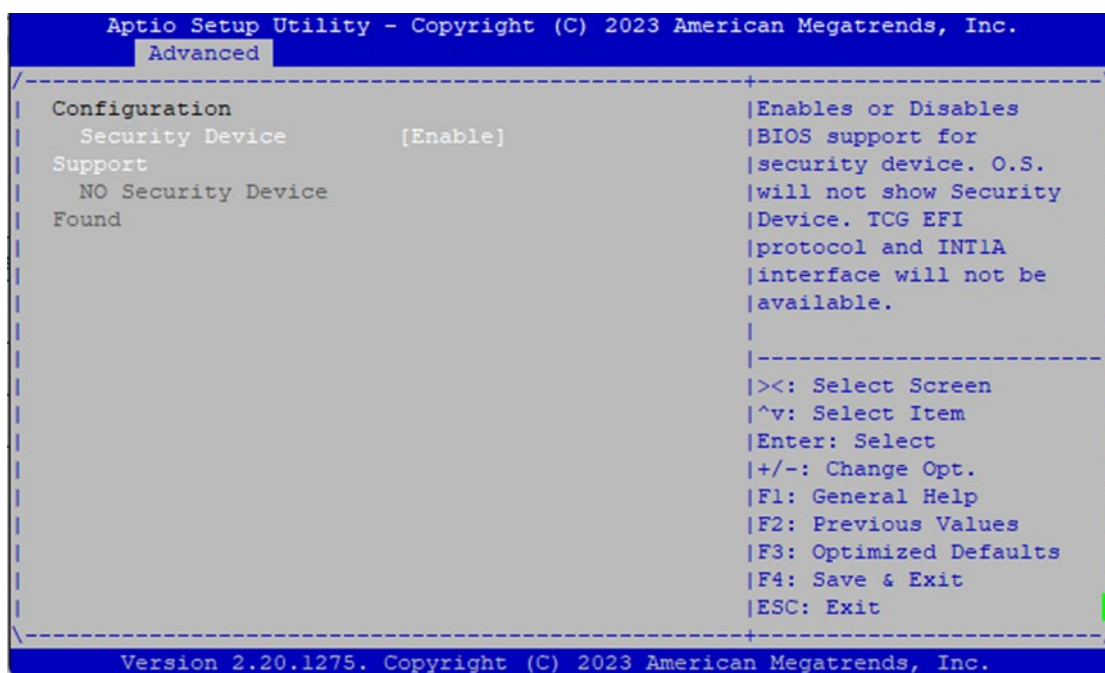 Aptio Setup Utility - Copyright (C) 2023 American Megatrends, Inc.
Advanced
Configuration
Security Device [Enable]
Support
NO Security Device
Found
Enables or Disables
BIOS support for
security device. O.S.
will not show Security
Device. TCG EFI
protocol and INT1A
interface will not be
available.
><: Select Screen
^v: Select Item
Enter: Select
+/-: Change Opt.
F1: General Help
F2: Previous Values
F3: Optimized Defaults
F4: Save & Exit
ESC: Exit
Version 2.20.1275. Copyright (C) 2023 American Megatrends, Inc.